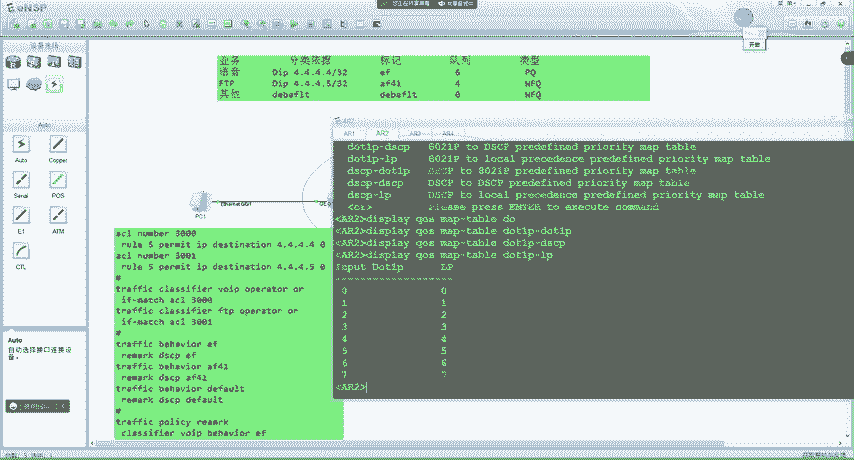 eNSP
业务 分类依据 标记 队列 类型
语音 Dip 4.4.4.4/32 ef 6 PQ
FTP Dip 4.4.4.5/32 af41 4 WFQ
其他 default default 0 WFQ
设备连线
Auto
Auto
Copper
Serial
POS
E1
ATM
CTL
Auto
自动选择接口连接设备。
PC1
Ethernet
AR2
AR1 AR2 AR3 AR4
dot1p-dscp 8021P to DSCP predefined priority map table
dot1p-lp 8021P to local precedence predefined priority map table
dscp-dot1p DSCP to 8021P predefined priority map table
dscp-dscp DSCP to DSCP predefined priority map table
dscp-lp DSCP to local precedence predefined priority map table
<cr> Please press ENTER to execute command
<AR2>display qos map-table do
<AR2>display qos map-table dot1p-dot1p
<AR2>display qos map-table dot1p-dscp
<AR2>display qos map-table dot1p-lp
Input Dot1p LP
-------------------
0 0
1 1
2 2
3 3
4 4
5 5
6 6
7 7
<AR2>
acl number 3000
rule 5 permit ip destination 4.4.4.4 0
acl number 3001
rule 5 permit ip destination 4.4.4.5 0
#
traffic classifier voip operator or
if-match acl 3000
traffic classifier ftp operator or
if-match acl 3001
#
traffic behavior ef
remark dscp ef
traffic behavior af41
remark dscp af41
traffic behavior default
remark dscp default
#
traffic policy remark
classifier voip behavior ef